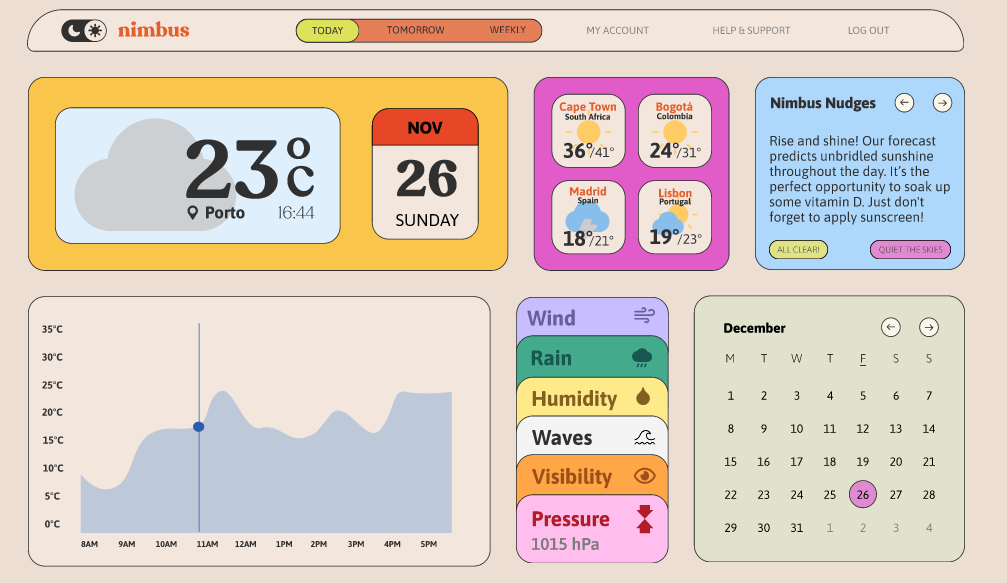 nimbus
TODAY TOMORROW WEEKLY MY ACCOUNT HELP & SUPPORT LOG OUT
23°C
Porto 16:44
NOV
26
SUNDAY
Cape Town
South Africa
36°/41°
Bogotá
Colombia
24°/31°
Madrid
Spain
18°/21°
Lisbon
Portugal
19°/23°
Nimbus Nudges
Rise and shine! Our forecast
predicts unbridled sunshine
throughout the day. It's the
perfect opportunity to soak up
some vitamin D. Just don't
forget to apply sunscreen!
ALL CLEAR! QUIET THE SKIES
35°C
30°C
25°C
20°C
15°C
10°C
5°C
0°C
8AM 9AM 10AM 11AM 12AM 1PM 2PM 3PM 4PM 5PM
Wind
Rain
Humidity
Waves
Visibility
Pressure
1015 hPa
December
M T W T F S S
1 2 3 4 5 6 7
8 9 10 11 12 13 14
15 16 17 18 19 20 21
22 23 24 25 26 27 28
29 30 31 1 2 3 4